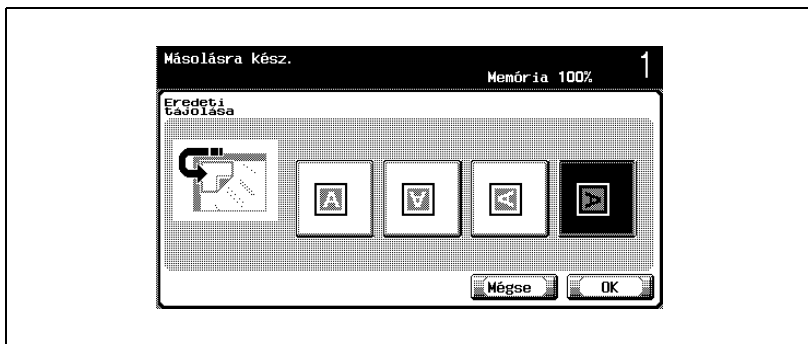 Másolásra kész.
Memória 100%
1
Eredeti
tájolása
A
A
A
A
Mégse
OK